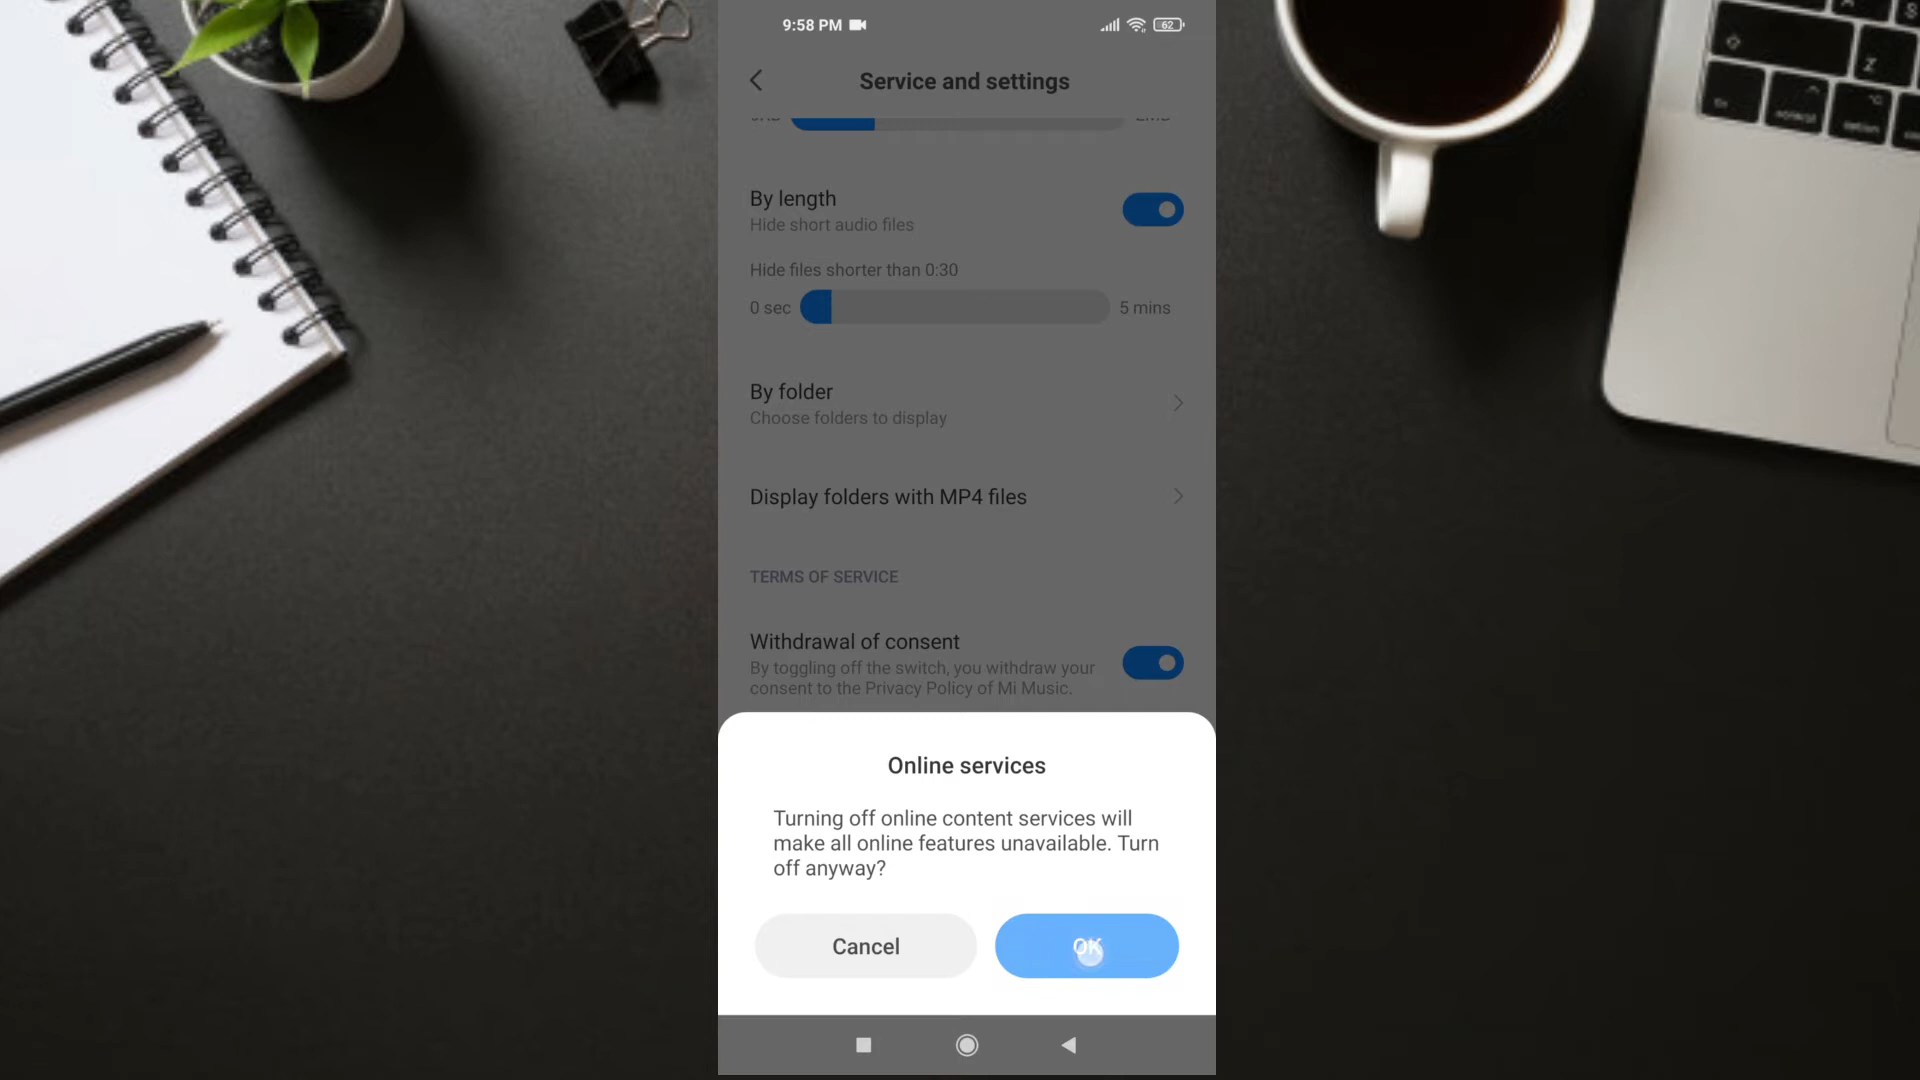 9:58 PM
62
Service and settings
By length
Hide short audio files
Hide files shorter than 0:30
0 sec
5 mins
By folder
Choose folders to display
Display folders with MP4 files
TERMS OF SERVICE
Withdrawal of consent
By toggling off the switch, you withdraw your
consent to the Privacy Policy of Mi Music.
Online services
Turning off online content services will
make all online features unavailable. Turn
off anyway?
Cancel
OK
Z
control
option